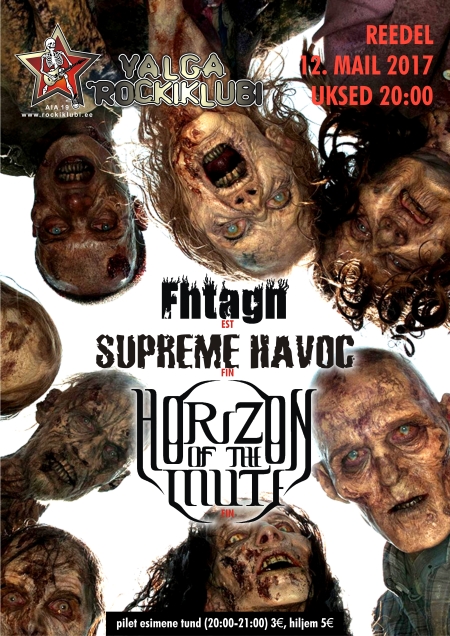 VALGA
ROCKIKLUBI
www.rockiklubi.ee
REEDEL
12. MAIL 2017
UKSED 20:00
Fhtagn
EST
SUPREME HAVOC
FIN
HORIZON
OF THE
MUTE
FIN
pilet esimene tund (20:00-21:00) 3€, hiljem 5€